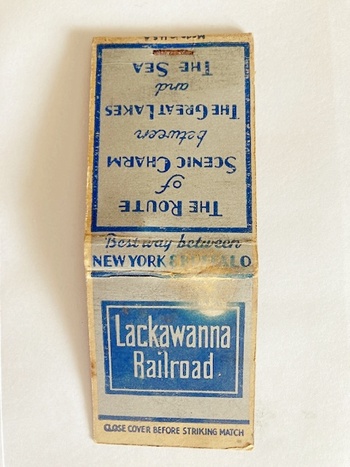 THE ROUTE
of
SCENIC CHARM
between
THE GREAT LAKES
and
THE SEA
Best way between
NEW YORK & BUFFALO
Lackawanna
Railroad
CLOSE COVER BEFORE STRIKING MATCH